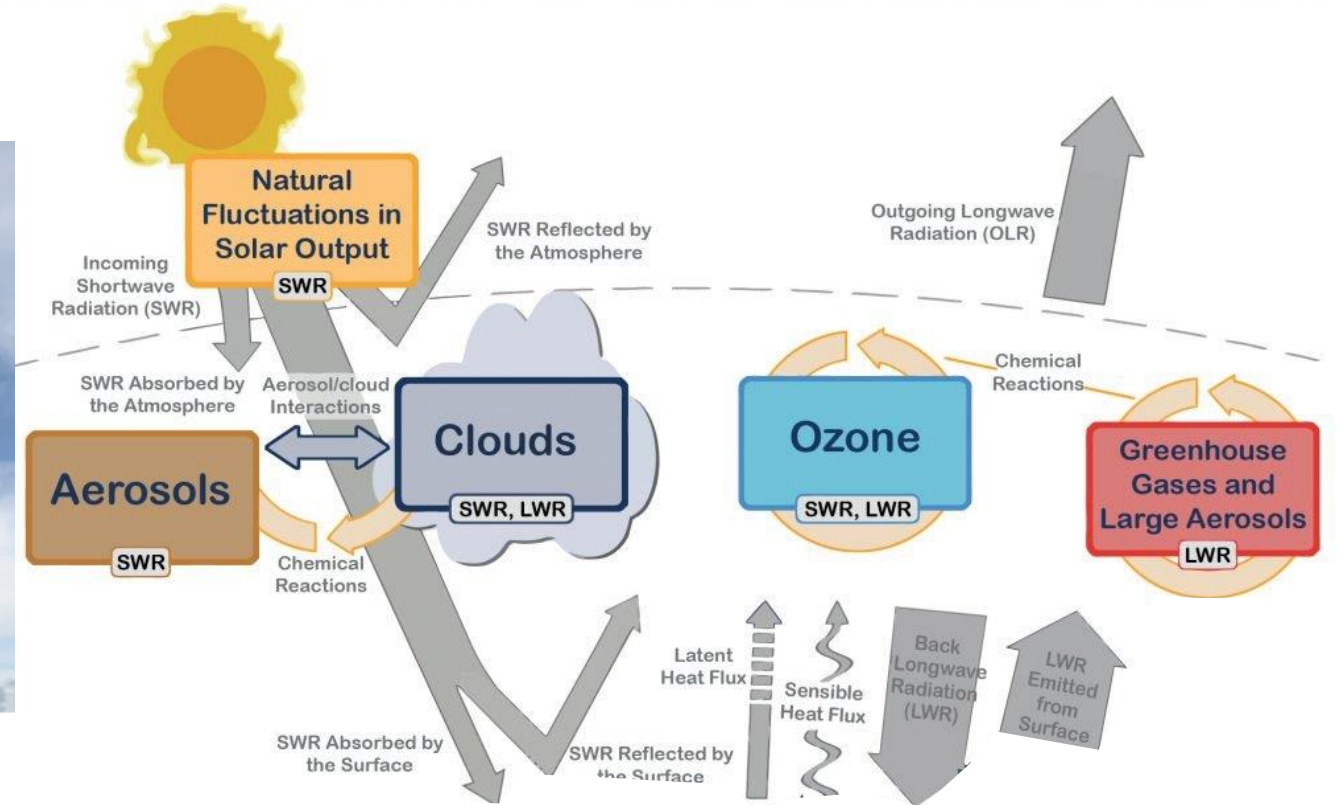 Natural
Fluctuations in
Solar Output
SWR
Incoming
Shortwave
Radiation (SWR)
SWR Reflected by
the Atmosphere
Outgoing Longwave
Radiation (OLR)
SWR Absorbed by
the Atmosphere
Aerosol/cloud
Interactions
Chemical
Reactions
Aerosols
SWR
Clouds
SWR, LWR
Ozone
SWR, LWR
Greenhouse
Gases and
Large Aerosols
LWR
Chemical
Reactions
Latent
Heat Flux
Sensible
Heat Flux
Back
Longwave
Radiation
(LWR)
LWR
Emitted
from
Surface
SWR Absorbed by
the Surface
SWR Reflected by
the Surface